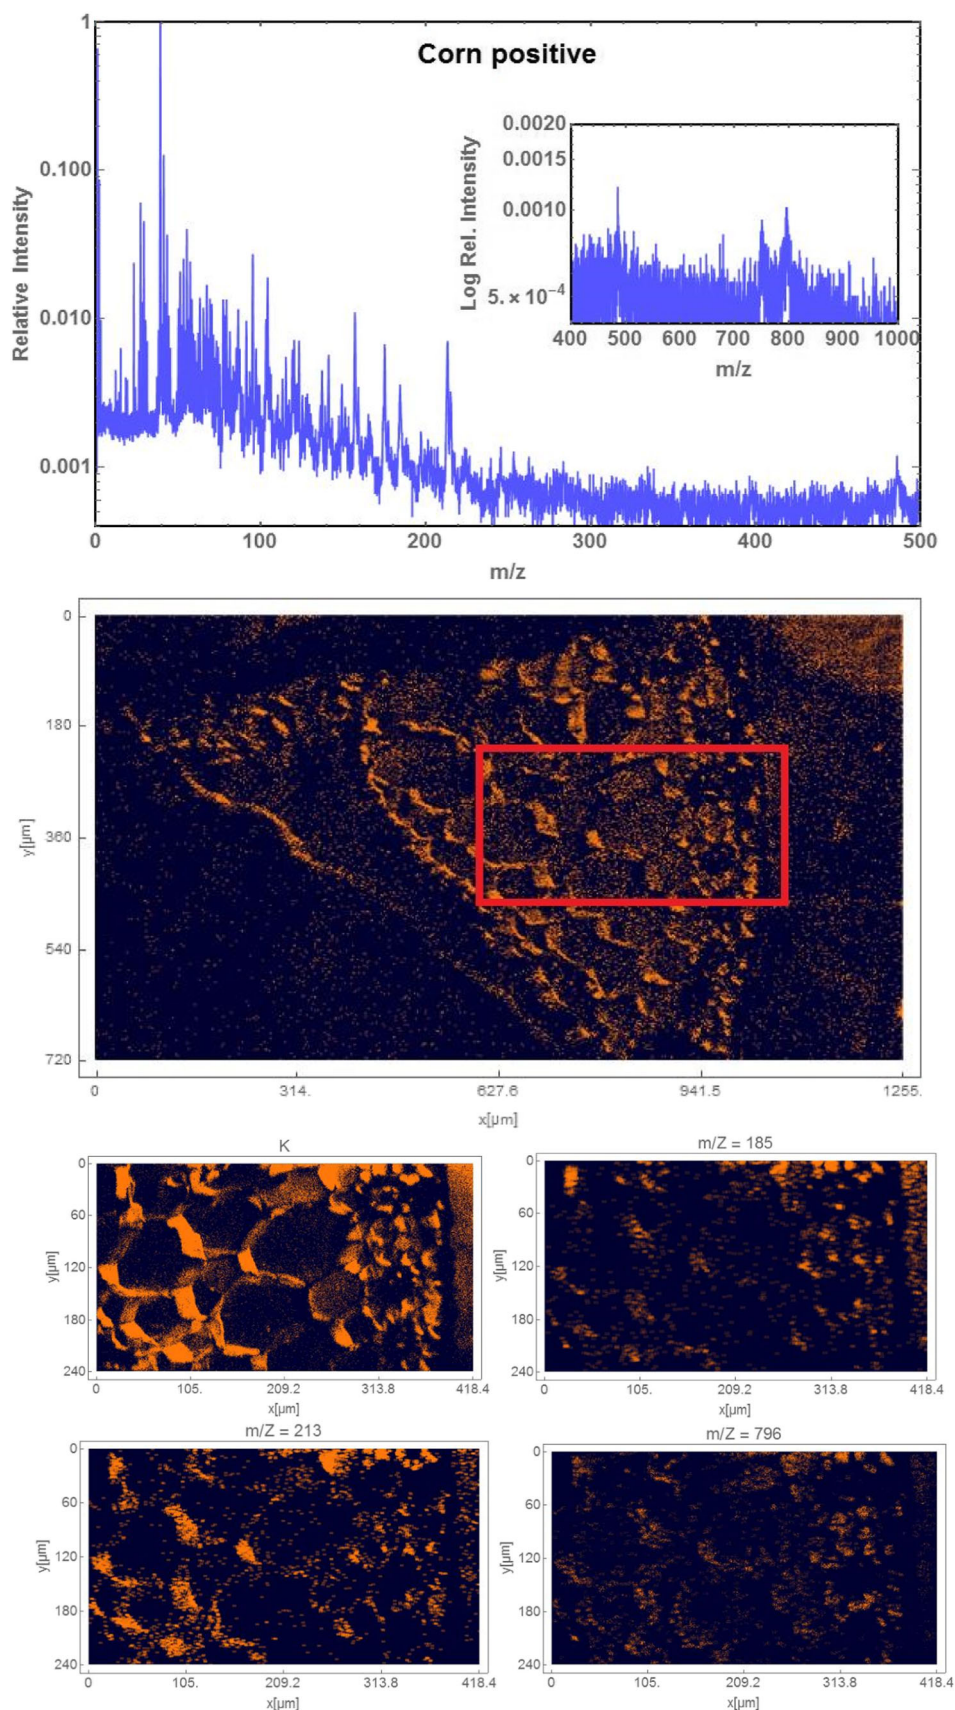 Corn positive
Relative Intensity
1
0.100
0.010
0.001
0 100 200 300 400 500
m/z
Log Rel. Intensity
0.0020
0.0015
0.0010
5. × 10⁻⁴
400 500 600 700 800 900 1000
m/z
y[µm]
0
180
360
540
720
0 314. 627.6 941.5 1255.
x[µm]
K
y[µm]
0
60
120
180
240
0 105. 209.2 313.8 418.4
x[µm]
m/Z = 185
y[µm]
0
60
120
180
240
0 105. 209.2 313.8 418.4
x[µm]
m/Z = 213
y[µm]
0
60
120
180
240
0 105. 209.2 313.8 418.4
x[µm]
m/Z = 796
y[µm]
0
60
120
180
240
0 105. 209.2 313.8 418.4
x[µm]